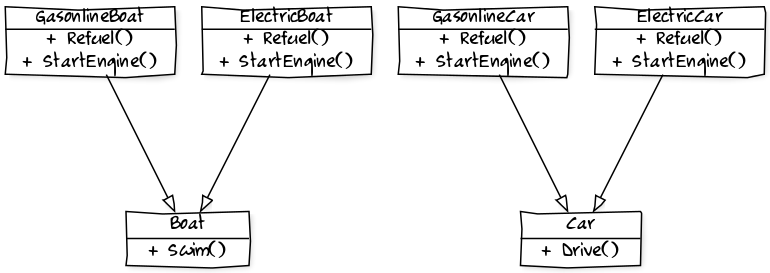 GasonlineBoat
+ Refuel()
+ StartEngine()
ElectricBoat
+ Refuel()
+ StartEngine()
GasonlineCar
+ Refuel()
+ StartEngine()
ElectricCar
+ Refuel()
+ StartEngine()
Boat
+ Swim()
Car
+ Drive()